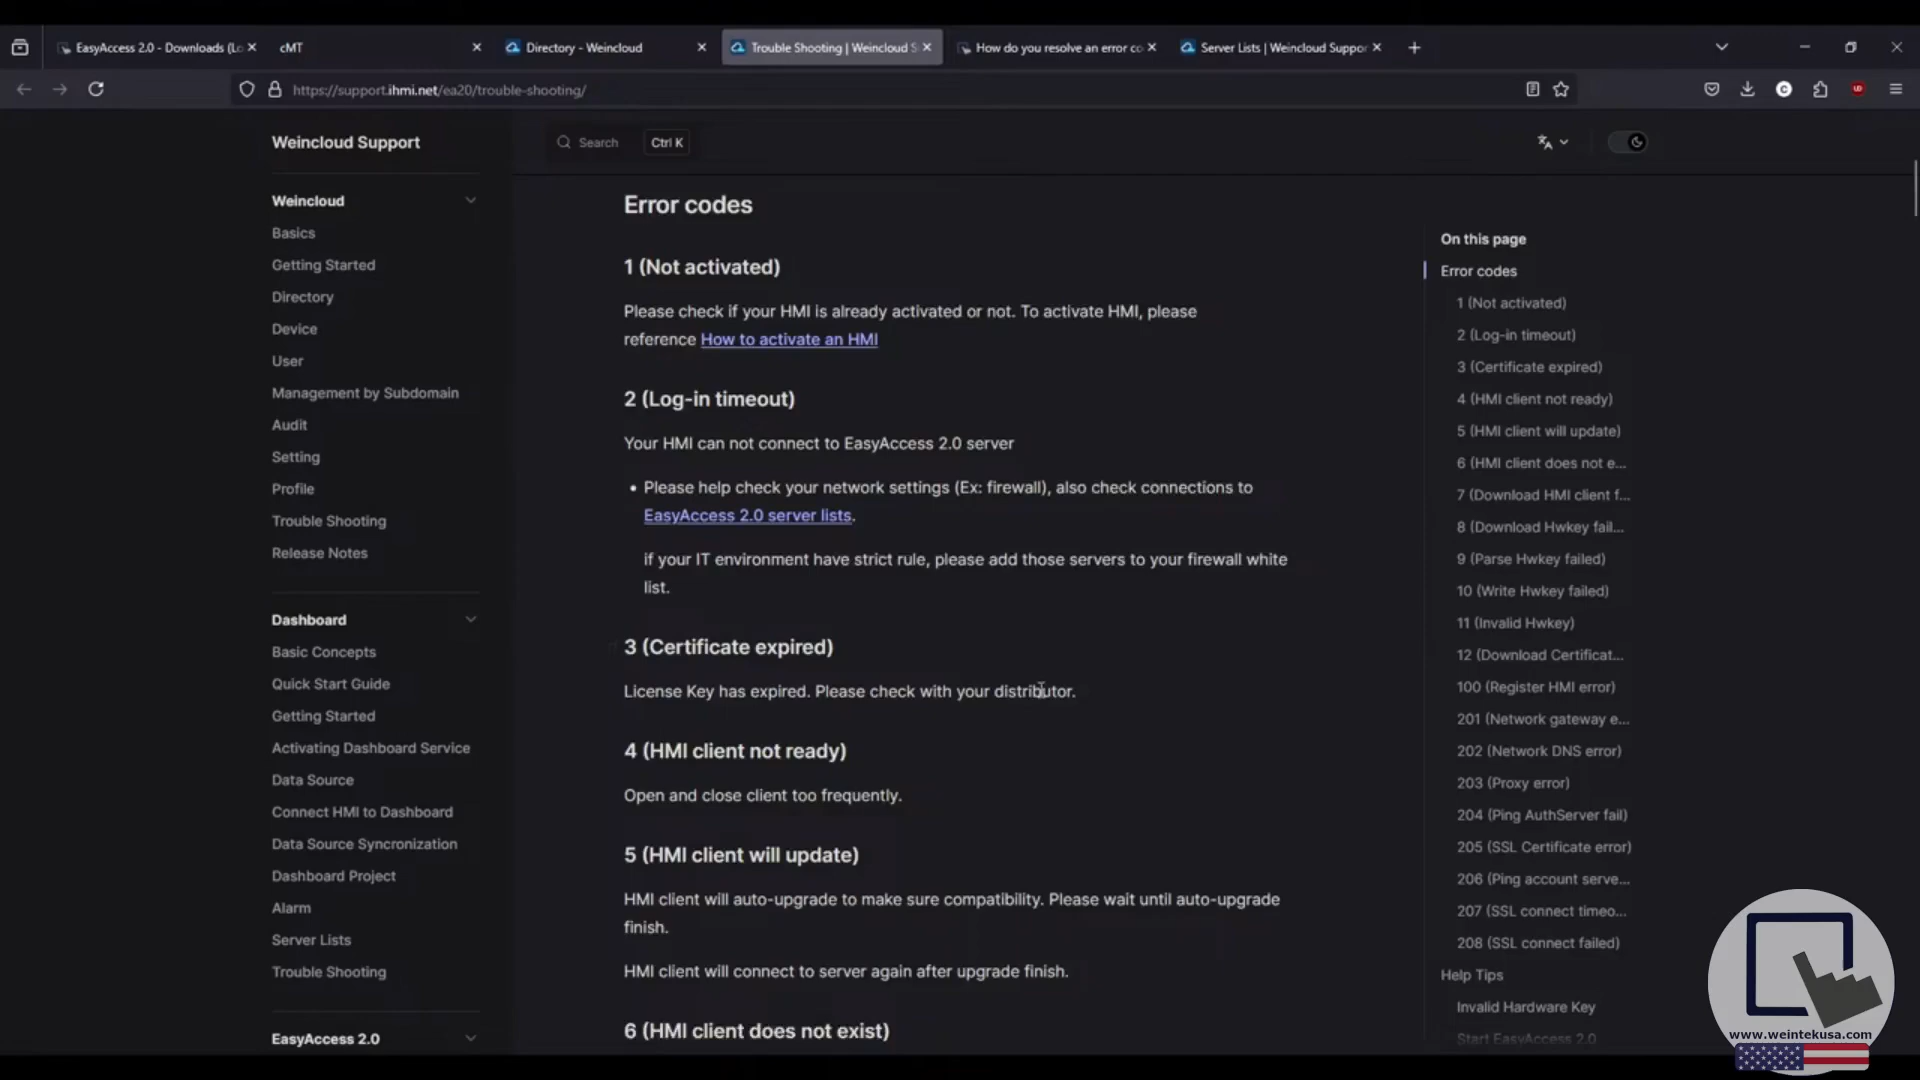 EasyAccess 2.0 - Downloads (Lo
cMT
Directory - Weincloud
Trouble Shooting | Weincloud S
How do you resolve an error co
Server Lists | Weincloud Suppor
https://support.ihmi.net/ea20/trouble-shooting/
Weincloud Support
Search
Ctrl K
Weincloud
Basics
Getting Started
Directory
Device
User
Management by Subdomain
Audit
Setting
Profile
Trouble Shooting
Release Notes
Dashboard
Basic Concepts
Quick Start Guide
Getting Started
Activating Dashboard Service
Data Source
Connect HMI to Dashboard
Data Source Syncronization
Dashboard Project
Alarm
Server Lists
Trouble Shooting
EasyAccess 2.0
Error codes
1 (Not activated)
Please check if your HMI is already activated or not. To activate HMI, please
reference How to activate an HMI
2 (Log-in timeout)
Your HMI can not connect to EasyAccess 2.0 server
• Please help check your network settings (Ex: firewall), also check connections to
EasyAccess 2.0 server lists.
if your IT environment have strict rule, please add those servers to your firewall white
list.
3 (Certificate expired)
License Key has expired. Please check with your distributor.
4 (HMI client not ready)
Open and close client too frequently.
5 (HMI client will update)
HMI client will auto-upgrade to make sure compatibility. Please wait until auto-upgrade
finish.
HMI client will connect to server again after upgrade finish.
6 (HMI client does not exist)
On this page
Error codes
1 (Not activated)
2 (Log-in timeout)
3 (Certificate expired)
4 (HMI client not ready)
5 (HMI client will update)
6 (HMI client does not e...
7 (Download HMI client f...
8 (Download Hwkey fail...
9 (Parse Hwkey failed)
10 (Write Hwkey failed)
11 (Invalid Hwkey)
12 (Download Certificat...
100 (Register HMI error)
201 (Network gateway e...
202 (Network DNS error)
203 (Proxy error)
204 (Ping AuthServer fail)
205 (SSL Certificate error)
206 (Ping account serve...
207 (SSL connect timeo...
208 (SSL connect failed)
Help Tips
Invalid Hardware Key
Start EasyAccess 2.0
www.weintekusa.com